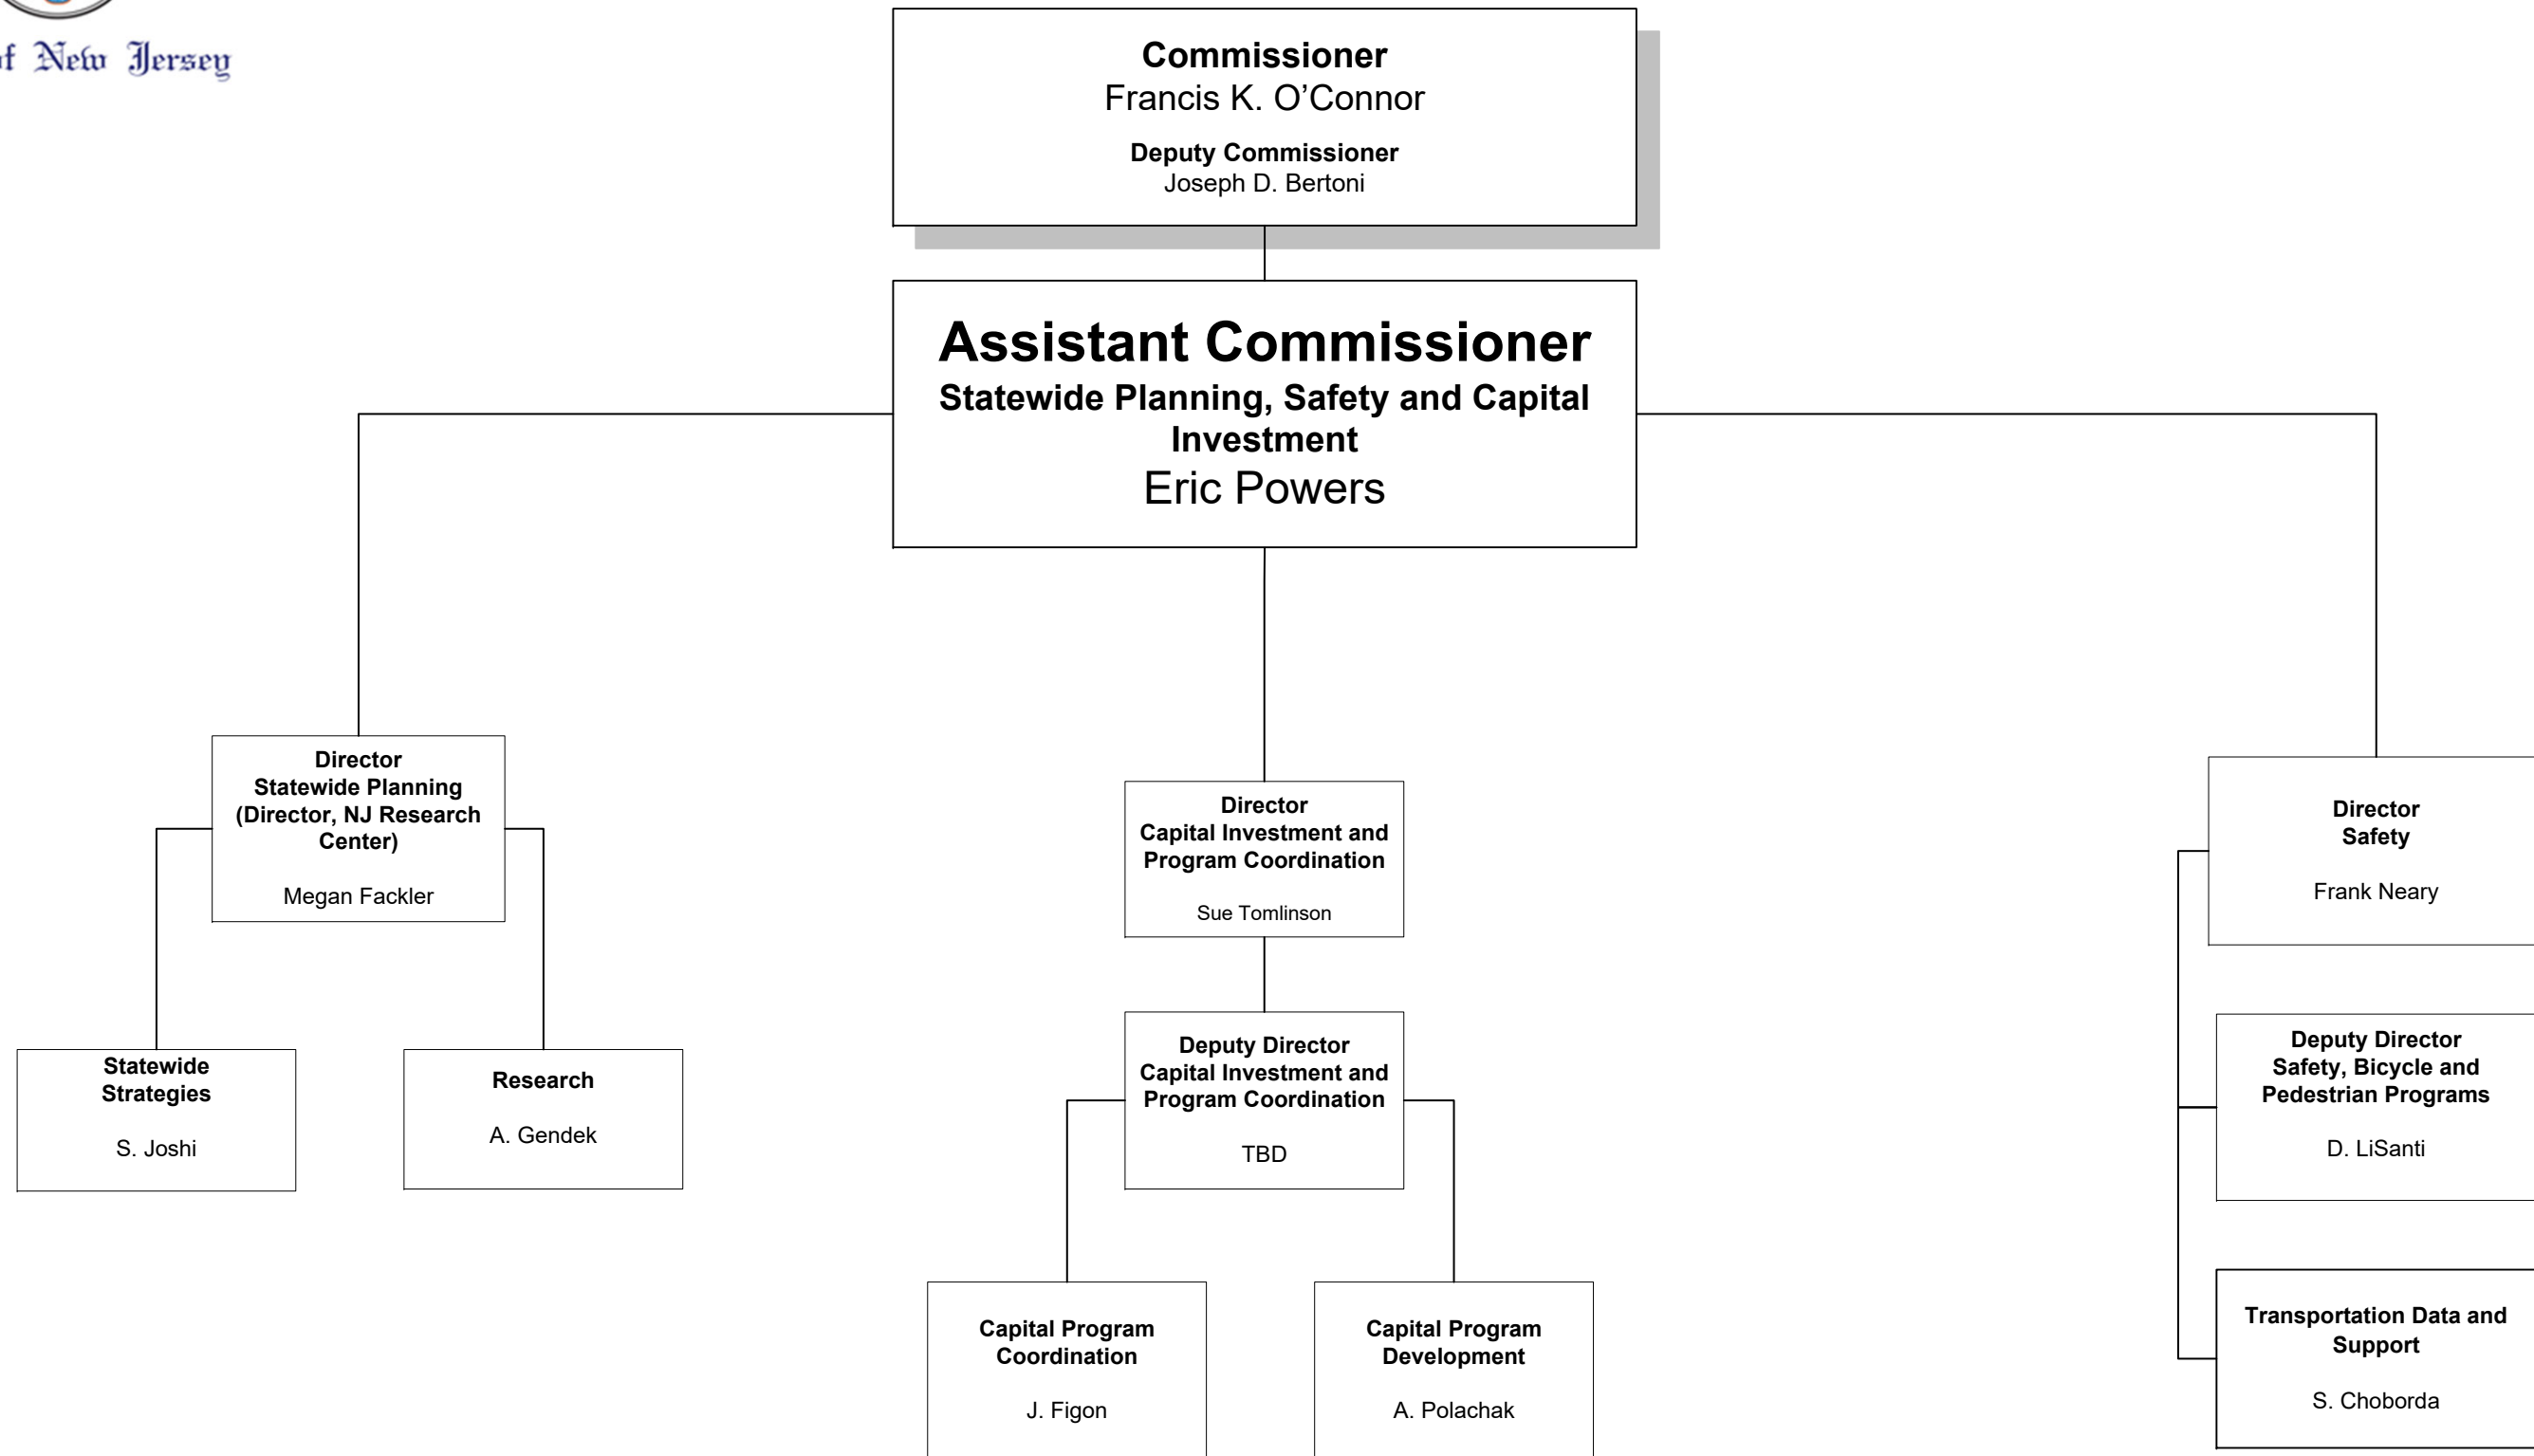 of New Jersey
Commissioner
Francis K. O’Connor
Deputy Commissioner
Joseph D. Bertoni
Assistant Commissioner
Statewide Planning, Safety and Capital
Investment
Eric Powers
Director
Statewide Planning
(Director, NJ Research
Center)
Megan Fackler
Statewide
Strategies
S. Joshi
Research
A. Gendek
Director
Capital Investment and
Program Coordination
Sue Tomlinson
Deputy Director
Capital Investment and
Program Coordination
TBD
Capital Program
Coordination
J. Figon
Capital Program
Development
A. Polachak
Director
Safety
Frank Neary
Deputy Director
Safety, Bicycle and
Pedestrian Programs
D. LiSanti
Transportation Data and
Support
S. Choborda